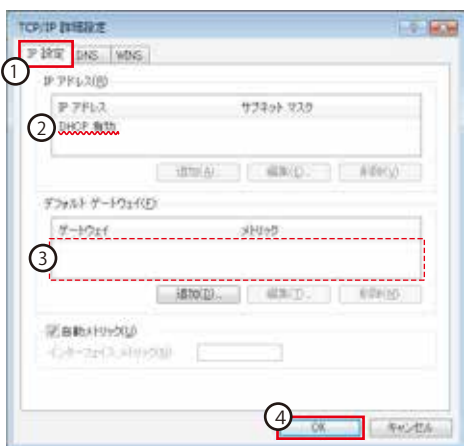 TCP/IP 詳細設定
IP 設定 DNS WINS
①
IP アドレス(R)
IP アドレス サブネット マスク
② DHCP 有効
追加(A)... 編集(E)... 削除(V)
デフォルト ゲートウェイ(F):
ゲートウェイ メトリック
③
追加(D)... 編集(T)... 削除(M)
自動メトリック(U)
インターフェイス メトリック(N):
④
OK キャンセル